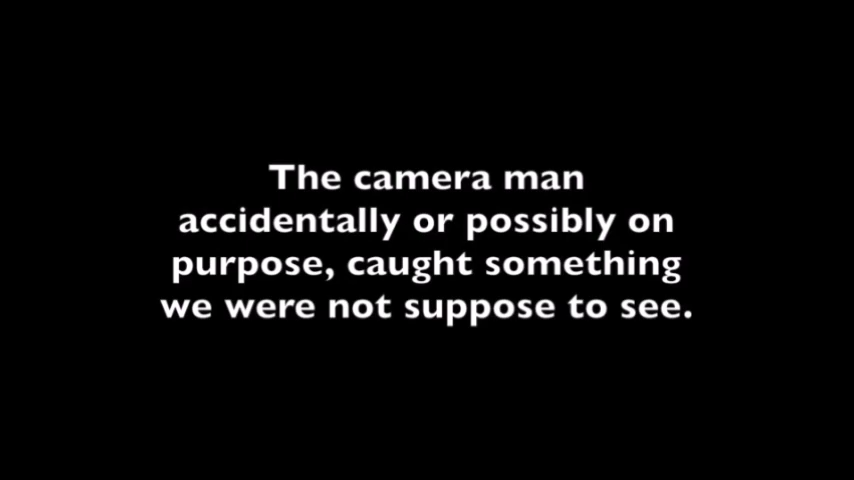 The camera man
accidentally or possibly on
purpose, caught something
we were not suppose to see.